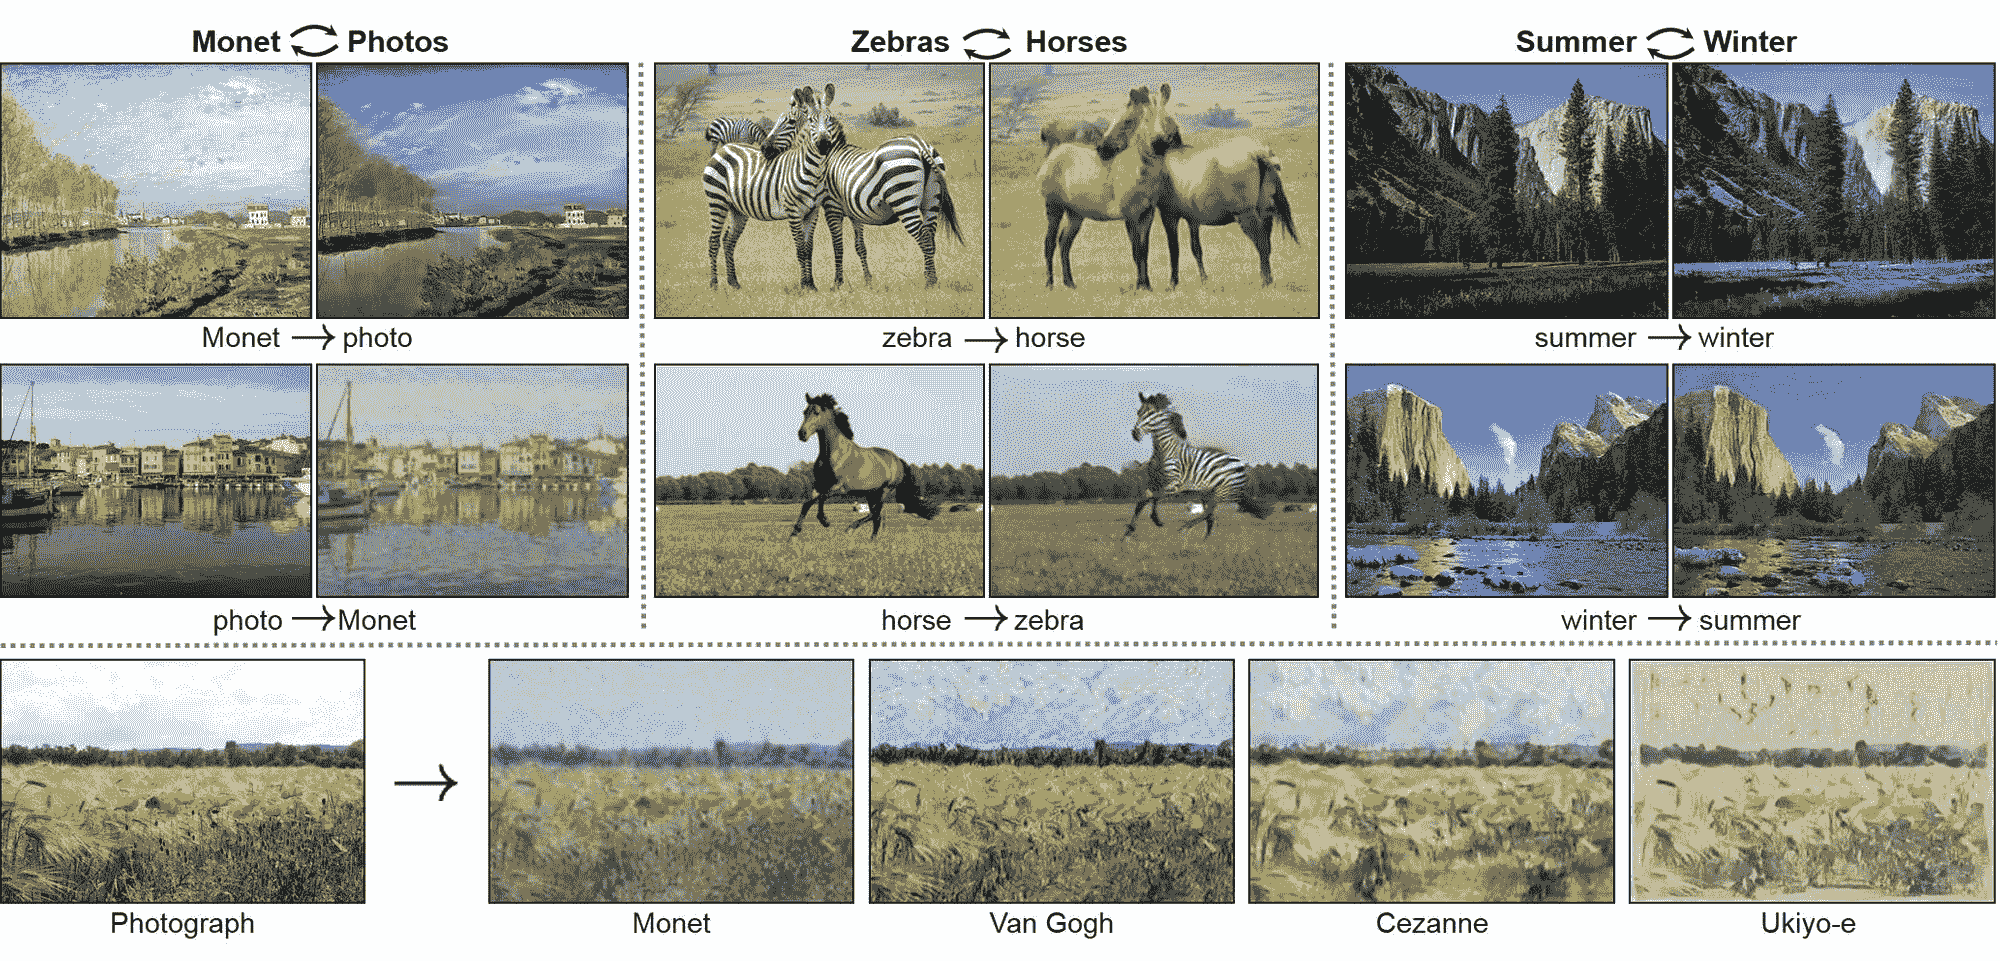 Monet Photos
Zebras Horses
Summer Winter
Monet → photo
zebra → horse
summer → winter
photo → Monet
horse → zebra
winter → summer
Photograph
Monet
Van Gogh
Cezanne
Ukiyo-e